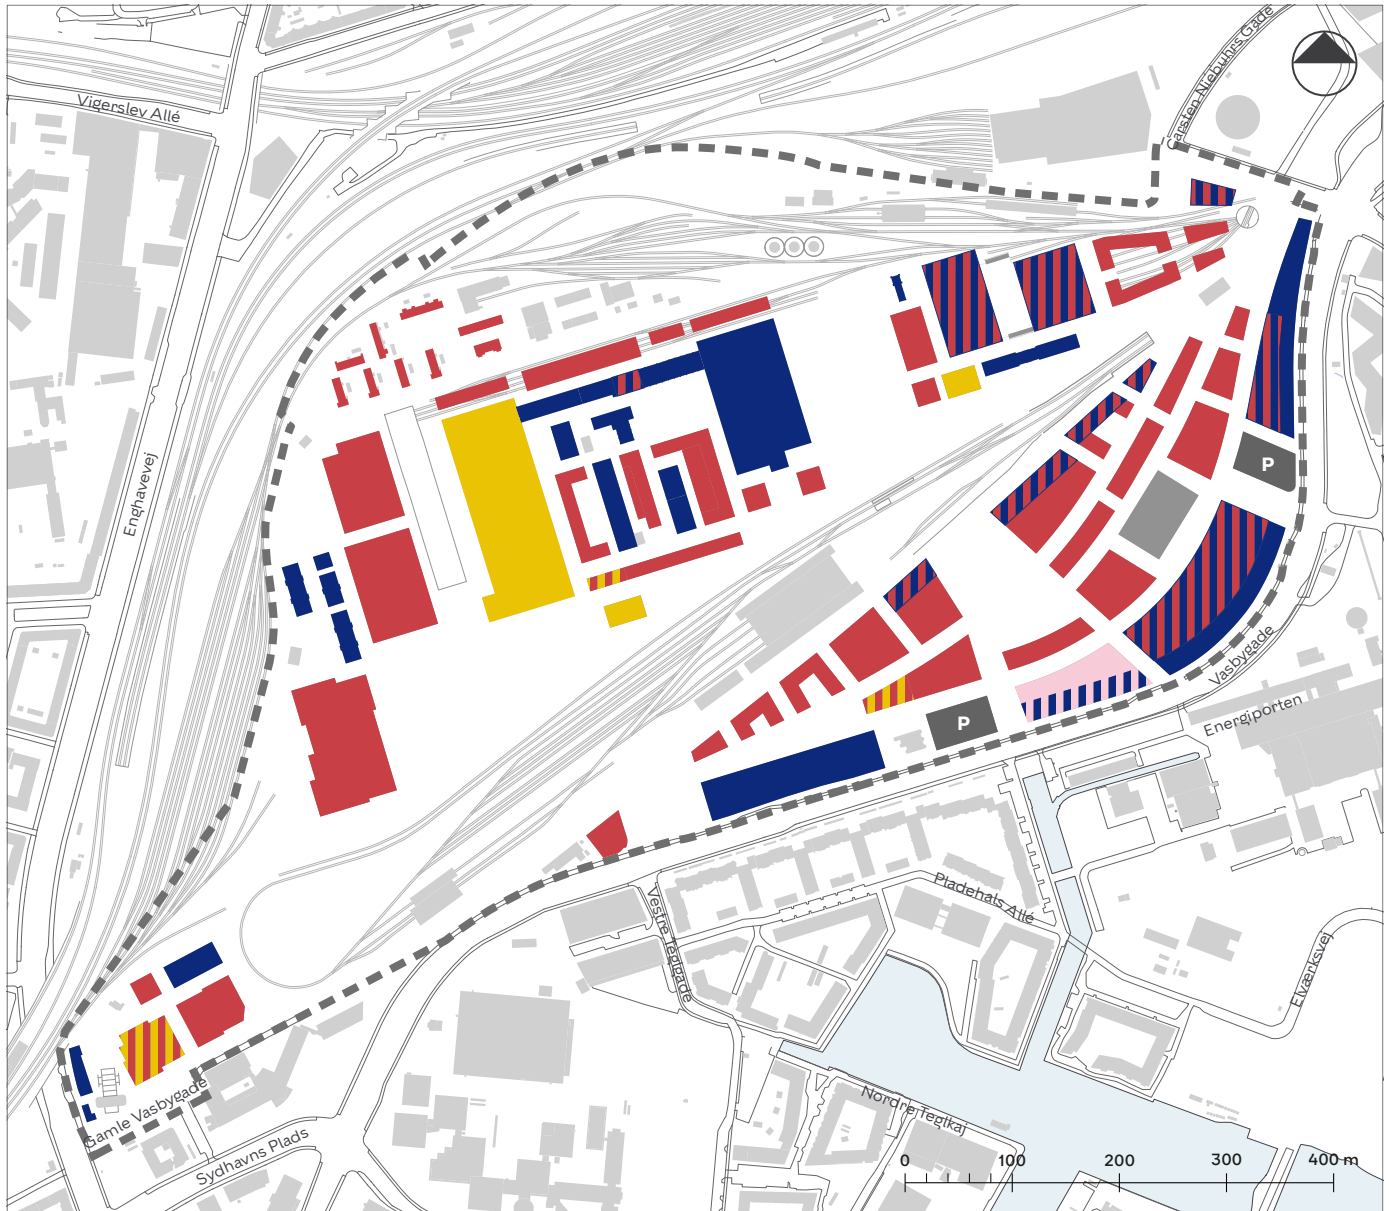 Carsten Niebuhrs Gade
Vigerslev Allé
Enghavevej
P
Vasbygade
Energiporten
P
Pladehals Allé
Vestre Teglgade
Elværksvej
Nordre Teglkaj
Gamle Vasbygade
Sydhavns Plads
0 100 200 300 400 m